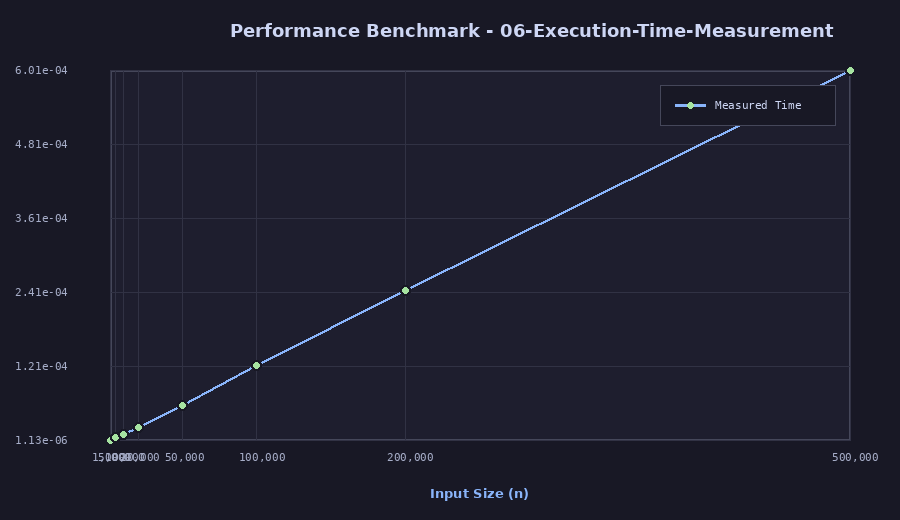 Performance Benchmark - 06-Execution-Time-Measurement
6.01e-04
Measured Time
4.81e-04
3.61e-04
2.41e-04
1.21e-04
1.13e-06
50,000 100,000 200,000 500,000
Input Size (n)